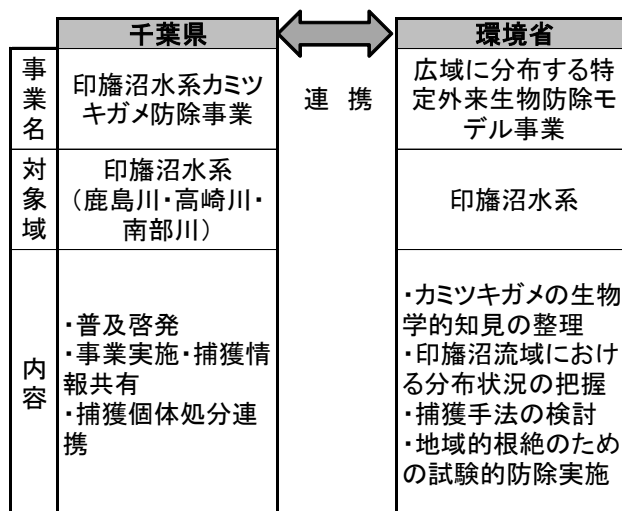 千葉県
環境省
事業名
印旛沼水系カミツ
キガメ防除事業
連 携
広域に分布する特
定外来生物防除モ
デル事業
対象域
印旛沼水系
（鹿島川・高崎川・
南部川）
印旛沼水系
内容
・普及啓発
・事業実施・捕獲情
報共有
・捕獲個体処分連
携
・カミツキガメの生物
学的知見の整理
・印旛沼流域におけ
る分布状況の把握
・捕獲手法の検討
・地域的根絶のため
の試験的防除実施